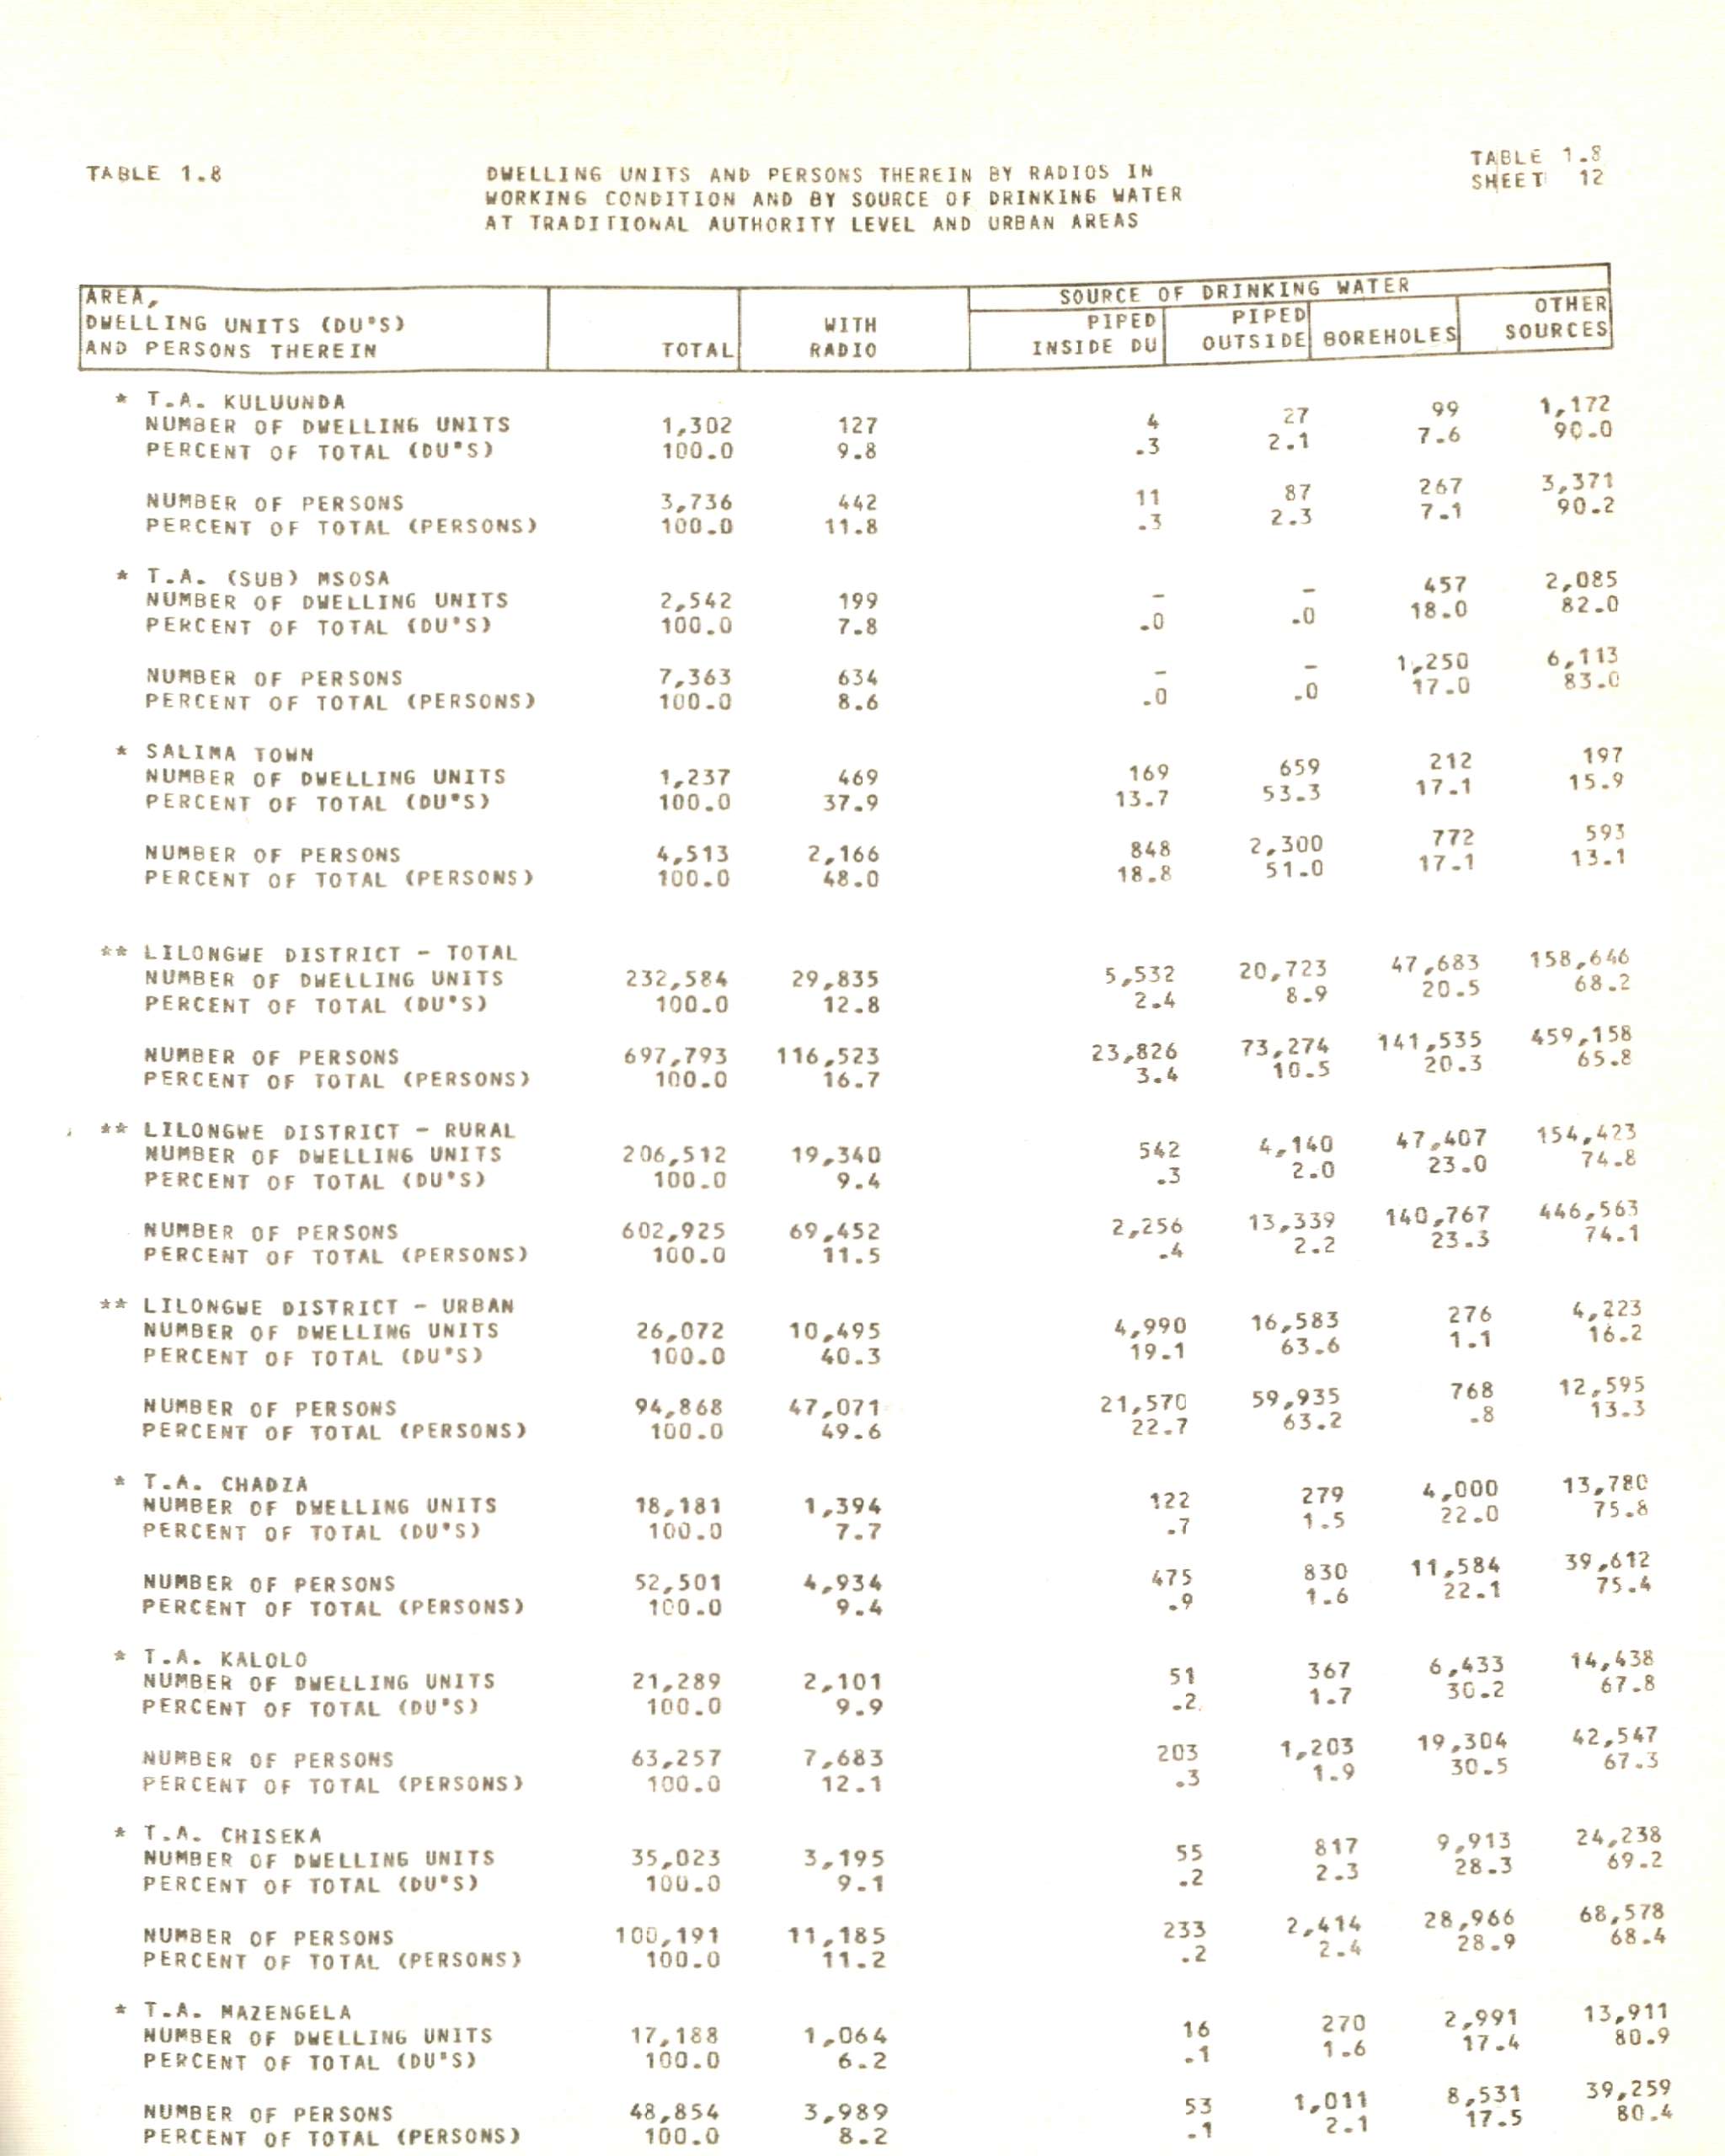 TABLE 1.8
DWELLING UNITS AND PERSONS THEREIN BY RADIOS IN
WORKING CONDITION AND BY SOURCE OF DRINKING WATER
AT TRADITIONAL AUTHORITY LEVEL AND URBAN AREAS
TABLE 1.8
SHEET 12
AREA, SOURCE OF DRINKING WATER
DWELLING UNITS (DU'S) WITH PIPED PIPED OTHER
AND PERSONS THEREIN TOTAL RADIO INSIDE DU OUTSIDE BOREHOLES SOURCES
* T.A. KULUUNDA
NUMBER OF DWELLING UNITS 1,302 127 4 27 99 1,172
PERCENT OF TOTAL (DU'S) 100.0 9.8 .3 2.1 7.6 90.0
NUMBER OF PERSONS 3,736 442 11 87 267 3,371
PERCENT OF TOTAL (PERSONS) 100.0 11.8 .3 2.3 7.1 90.2
* T.A. (SUB) MSOSA
NUMBER OF DWELLING UNITS 2,542 199 - - 457 2,085
PERCENT OF TOTAL (DU'S) 100.0 7.8 .0 .0 18.0 82.0
NUMBER OF PERSONS 7,363 634 - - 1,250 6,113
PERCENT OF TOTAL (PERSONS) 100.0 8.6 .0 .0 17.0 83.0
* SALIMA TOWN
NUMBER OF DWELLING UNITS 1,237 469 169 659 212 197
PERCENT OF TOTAL (DU'S) 100.0 37.9 13.7 53.3 17.1 15.9
NUMBER OF PERSONS 4,513 2,166 848 2,300 772 593
PERCENT OF TOTAL (PERSONS) 100.0 48.0 18.8 51.0 17.1 13.1
** LILONGWE DISTRICT - TOTAL
NUMBER OF DWELLING UNITS 232,584 29,835 5,532 20,723 47,683 158,646
PERCENT OF TOTAL (DU'S) 100.0 12.8 2.4 8.9 20.5 68.2
NUMBER OF PERSONS 697,793 116,523 23,826 73,274 141,535 459,158
PERCENT OF TOTAL (PERSONS) 100.0 16.7 3.4 10.5 20.3 65.8
** LILONGWE DISTRICT - RURAL
NUMBER OF DWELLING UNITS 206,512 19,340 542 4,140 47,407 154,423
PERCENT OF TOTAL (DU'S) 100.0 9.4 .3 2.0 23.0 74.8
NUMBER OF PERSONS 602,925 69,452 2,256 13,339 140,767 446,563
PERCENT OF TOTAL (PERSONS) 100.0 11.5 .4 2.2 23.3 74.1
** LILONGWE DISTRICT - URBAN
NUMBER OF DWELLING UNITS 26,072 10,495 4,990 16,583 276 4,223
PERCENT OF TOTAL (DU'S) 100.0 40.3 19.1 63.6 1.1 16.2
NUMBER OF PERSONS 94,868 47,071 21,570 59,935 768 12,595
PERCENT OF TOTAL (PERSONS) 100.0 49.6 22.7 63.2 .8 13.3
* T.A. CHADZA
NUMBER OF DWELLING UNITS 18,181 1,394 122 279 4,000 13,780
PERCENT OF TOTAL (DU'S) 100.0 7.7 .7 1.5 22.0 75.8
NUMBER OF PERSONS 52,501 4,934 475 830 11,584 39,612
PERCENT OF TOTAL (PERSONS) 100.0 9.4 .9 1.6 22.1 75.4
* T.A. KALOLO
NUMBER OF DWELLING UNITS 21,289 2,101 51 367 6,433 14,438
PERCENT OF TOTAL (DU'S) 100.0 9.9 .2 1.7 30.2 67.8
NUMBER OF PERSONS 63,257 7,683 203 1,203 19,304 42,547
PERCENT OF TOTAL (PERSONS) 100.0 12.1 .3 1.9 30.5 67.3
* T.A. CHISEKA
NUMBER OF DWELLING UNITS 35,023 3,195 55 817 9,913 24,238
PERCENT OF TOTAL (DU'S) 100.0 9.1 .2 2.3 28.3 69.2
NUMBER OF PERSONS 100,191 11,185 233 2,414 28,966 68,578
PERCENT OF TOTAL (PERSONS) 100.0 11.2 .2 2.4 28.9 68.4
* T.A. MAZENGELA
NUMBER OF DWELLING UNITS 17,188 1,064 16 270 2,991 13,911
PERCENT OF TOTAL (DU'S) 100.0 6.2 .1 1.6 17.4 80.9
NUMBER OF PERSONS 48,854 3,989 53 1,011 8,531 39,259
PERCENT OF TOTAL (PERSONS) 100.0 8.2 .1 2.1 17.5 80.4